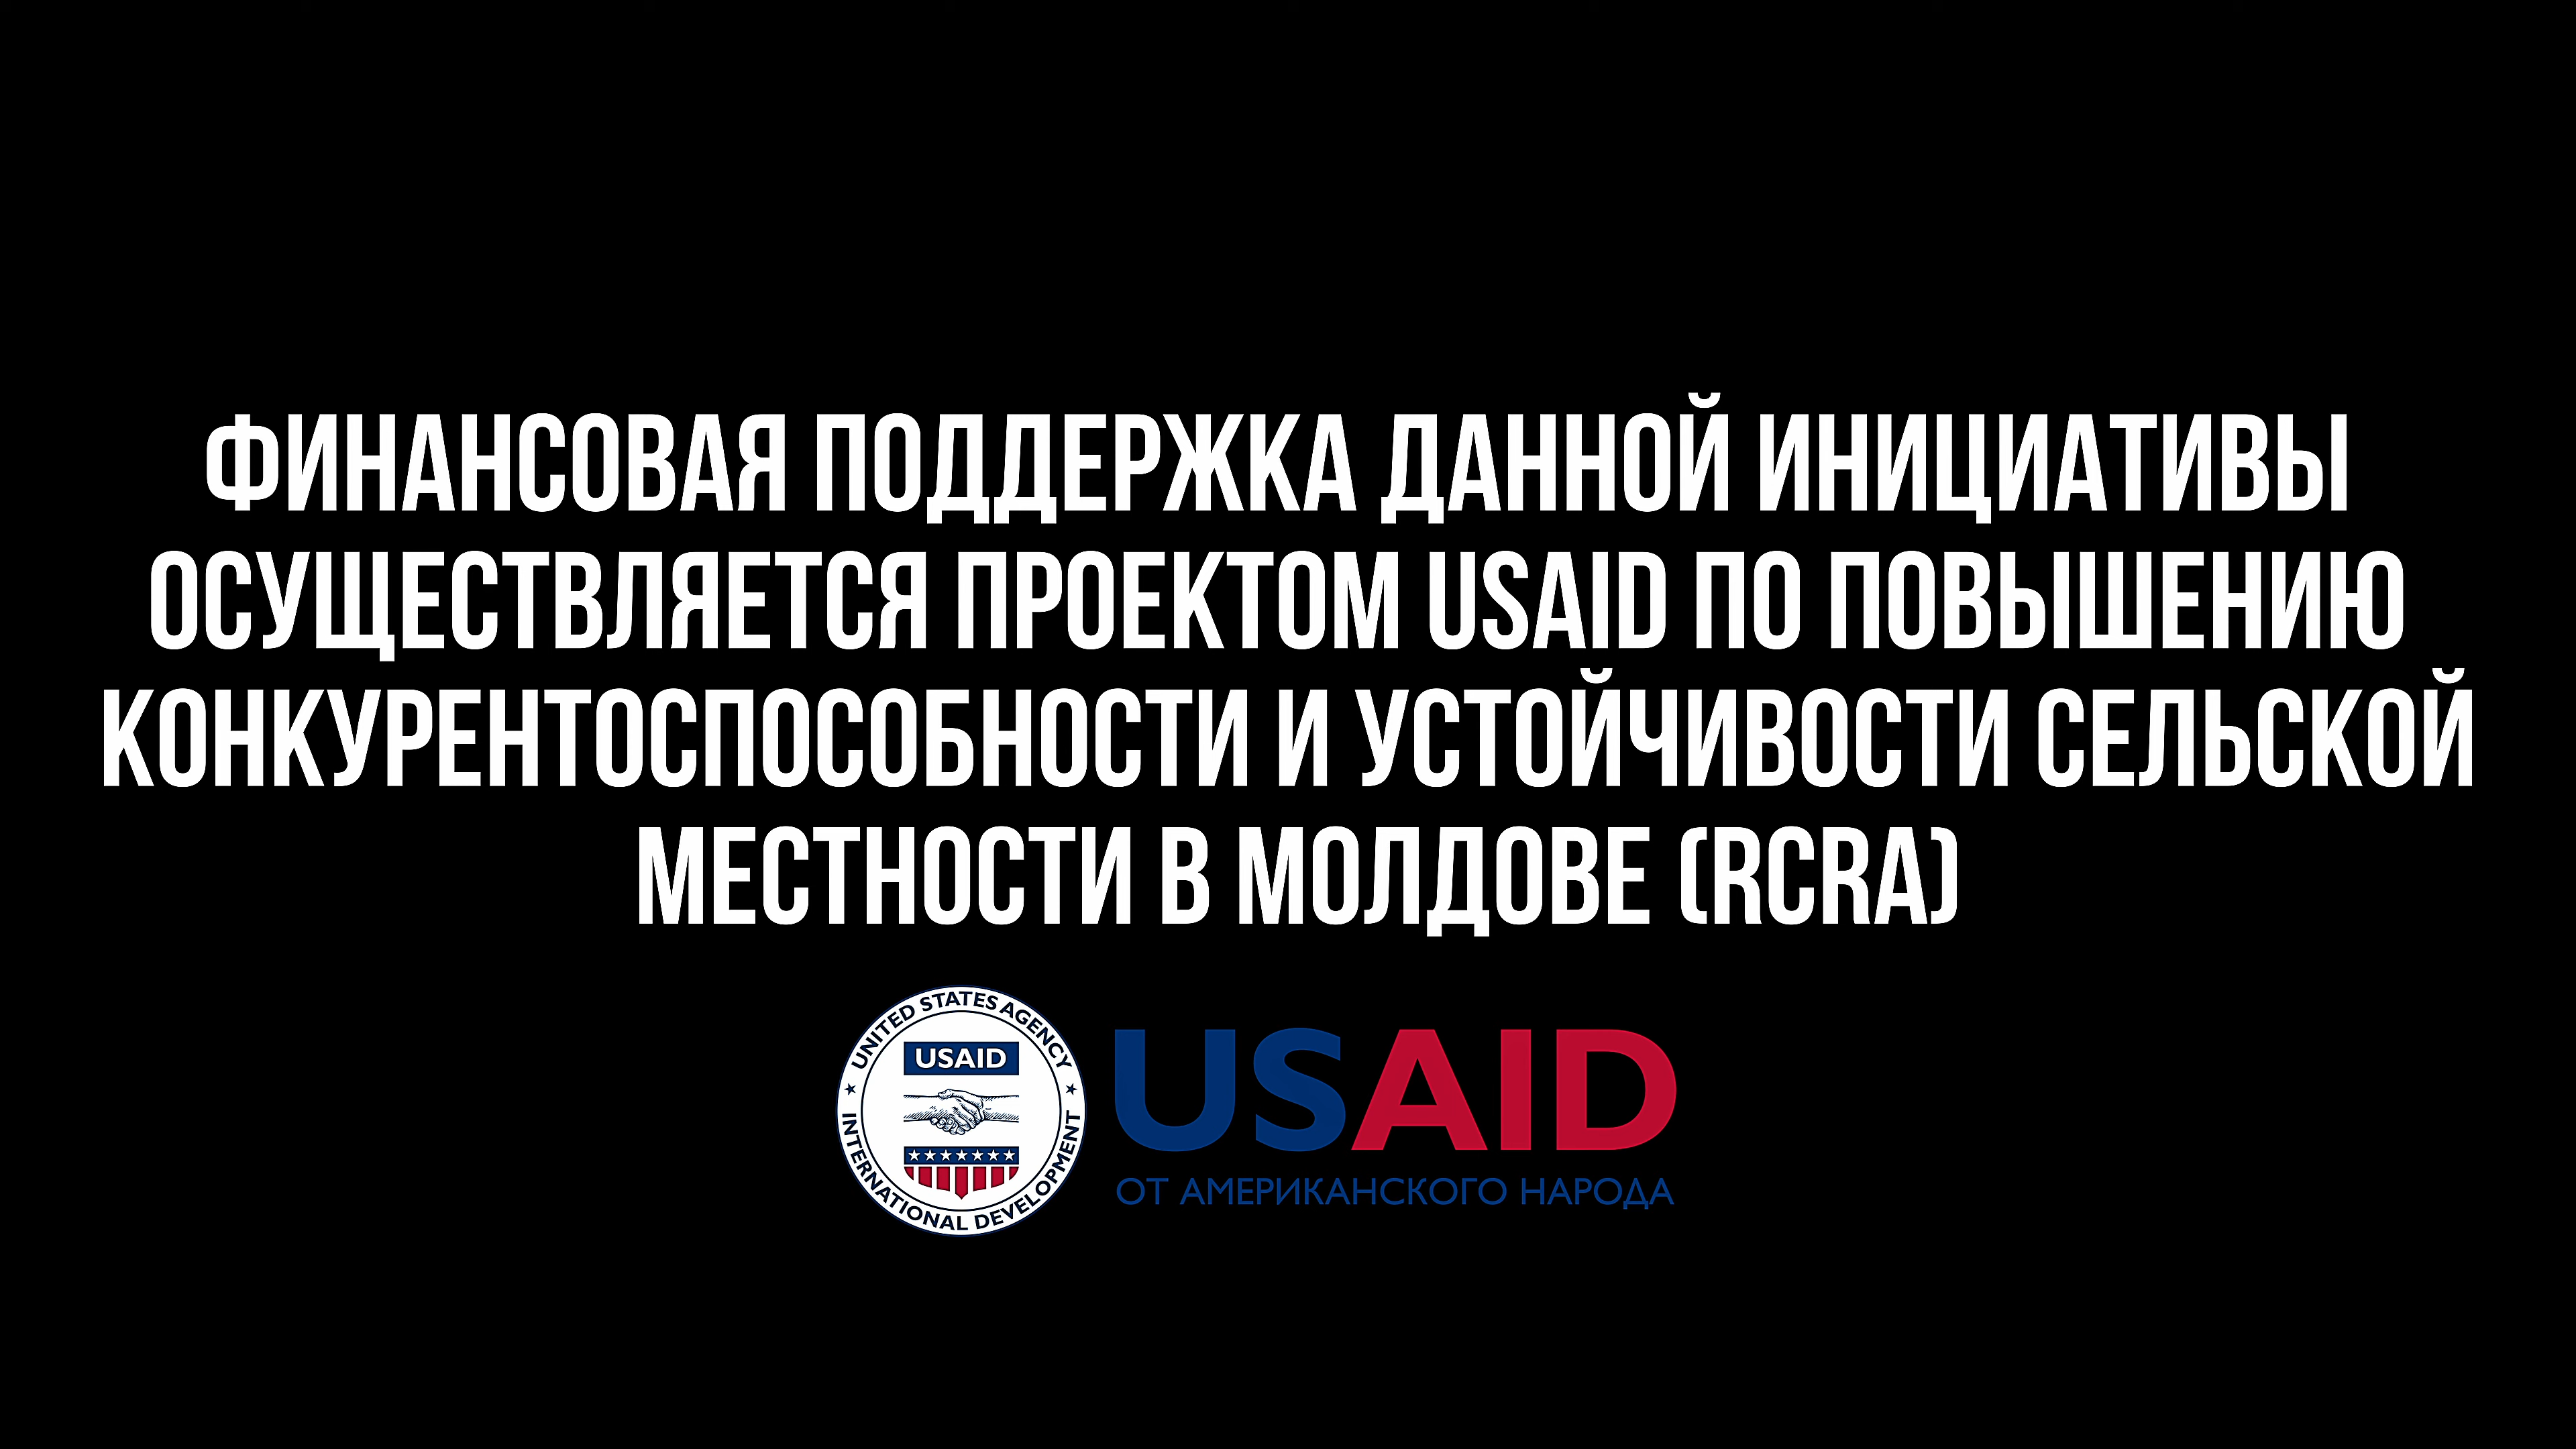 ФИНАНСОВАЯ ПОДДЕРЖКА ДАННОЙ ИНИЦИАТИВЫ
ОСУЩЕСТВЛЯЕТСЯ ПРОЕКТОМ USAID ПО ПОВЫШЕНИЮ
КОНКУРЕНТОСПОСОБНОСТИ И УСТОЙЧИВОСТИ СЕЛЬСКОЙ
МЕСТНОСТИ В МОЛДОВЕ (RCRA)
UNITED STATES AGENCY
USAID
INTERNATIONAL DEVELOPMENT
USAID
ОТ АМЕРИКАНСКОГО НАРОДА